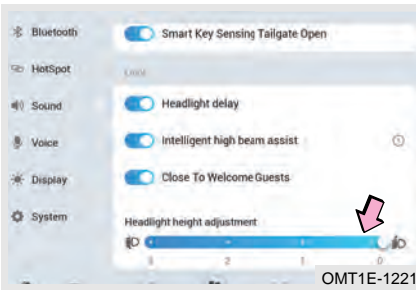 Bluetooth
Smart Key Sensing Tailgate Open
HotSpot
Sound
Headlight delay
Voice
Intelligent high beam assist
Display
Close To Welcome Guests
System
Headlight height adjustment
3 2 1 0
OMT1E-1221